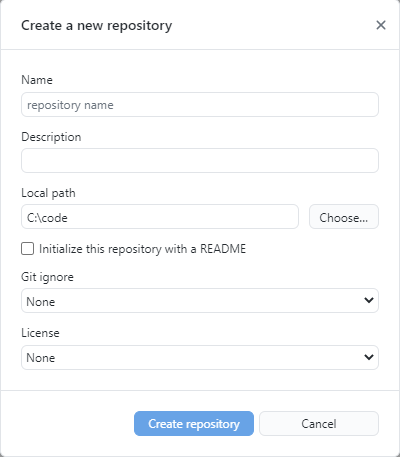 Create a new repository
Name
repository name
Description
Local path
C:\code
Choose...
Initialize this repository with a README
Git ignore
None
License
None
Create repository
Cancel